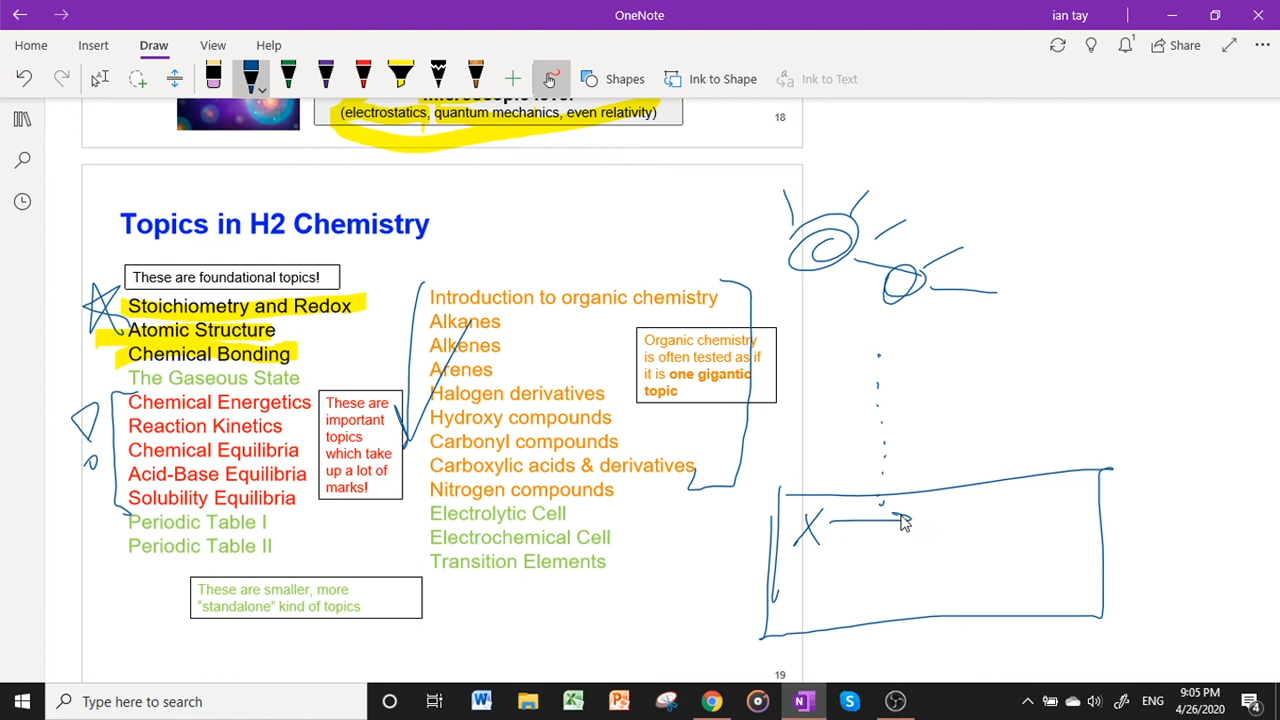 OneNote
ian tay
Home Insert Draw View Help
Share
Shapes
Ink to Shape
Ink to Text
(electrostatics, quantum mechanics, even relativity)
18
Topics in H2 Chemistry
These are foundational topics!
Stoichiometry and Redox
Atomic Structure
Chemical Bonding
The Gaseous State
Chemical Energetics
Reaction Kinetics
Chemical Equilibria
Acid-Base Equilibria
Solubility Equilibria
Periodic Table I
Periodic Table II
These are
important
topics
which take
up a lot of
marks!
These are smaller, more
"standalone" kind of topics
Introduction to organic chemistry
Alkanes
Alkenes
Arenes
Halogen derivatives
Hydroxy compounds
Carbonyl compounds
Carboxylic acids & derivatives
Nitrogen compounds
Electrolytic Cell
Electrochemical Cell
Transition Elements
Organic chemistry
is often tested as if
it is one gigantic
topic
X
19
Type here to search
ENG
9:05 PM
4/26/2020
4